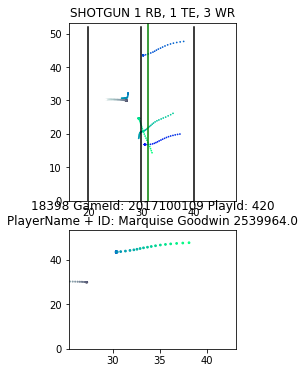 SHOTGUN 1 RB, 1 TE, 3 WR
50
40
30
20
10
0
20 30 40
18398 GameId: 2017100109 PlayId: 420
PlayerName + ID: Marquise Goodwin 2539964.0
40
20
0
30 35 40